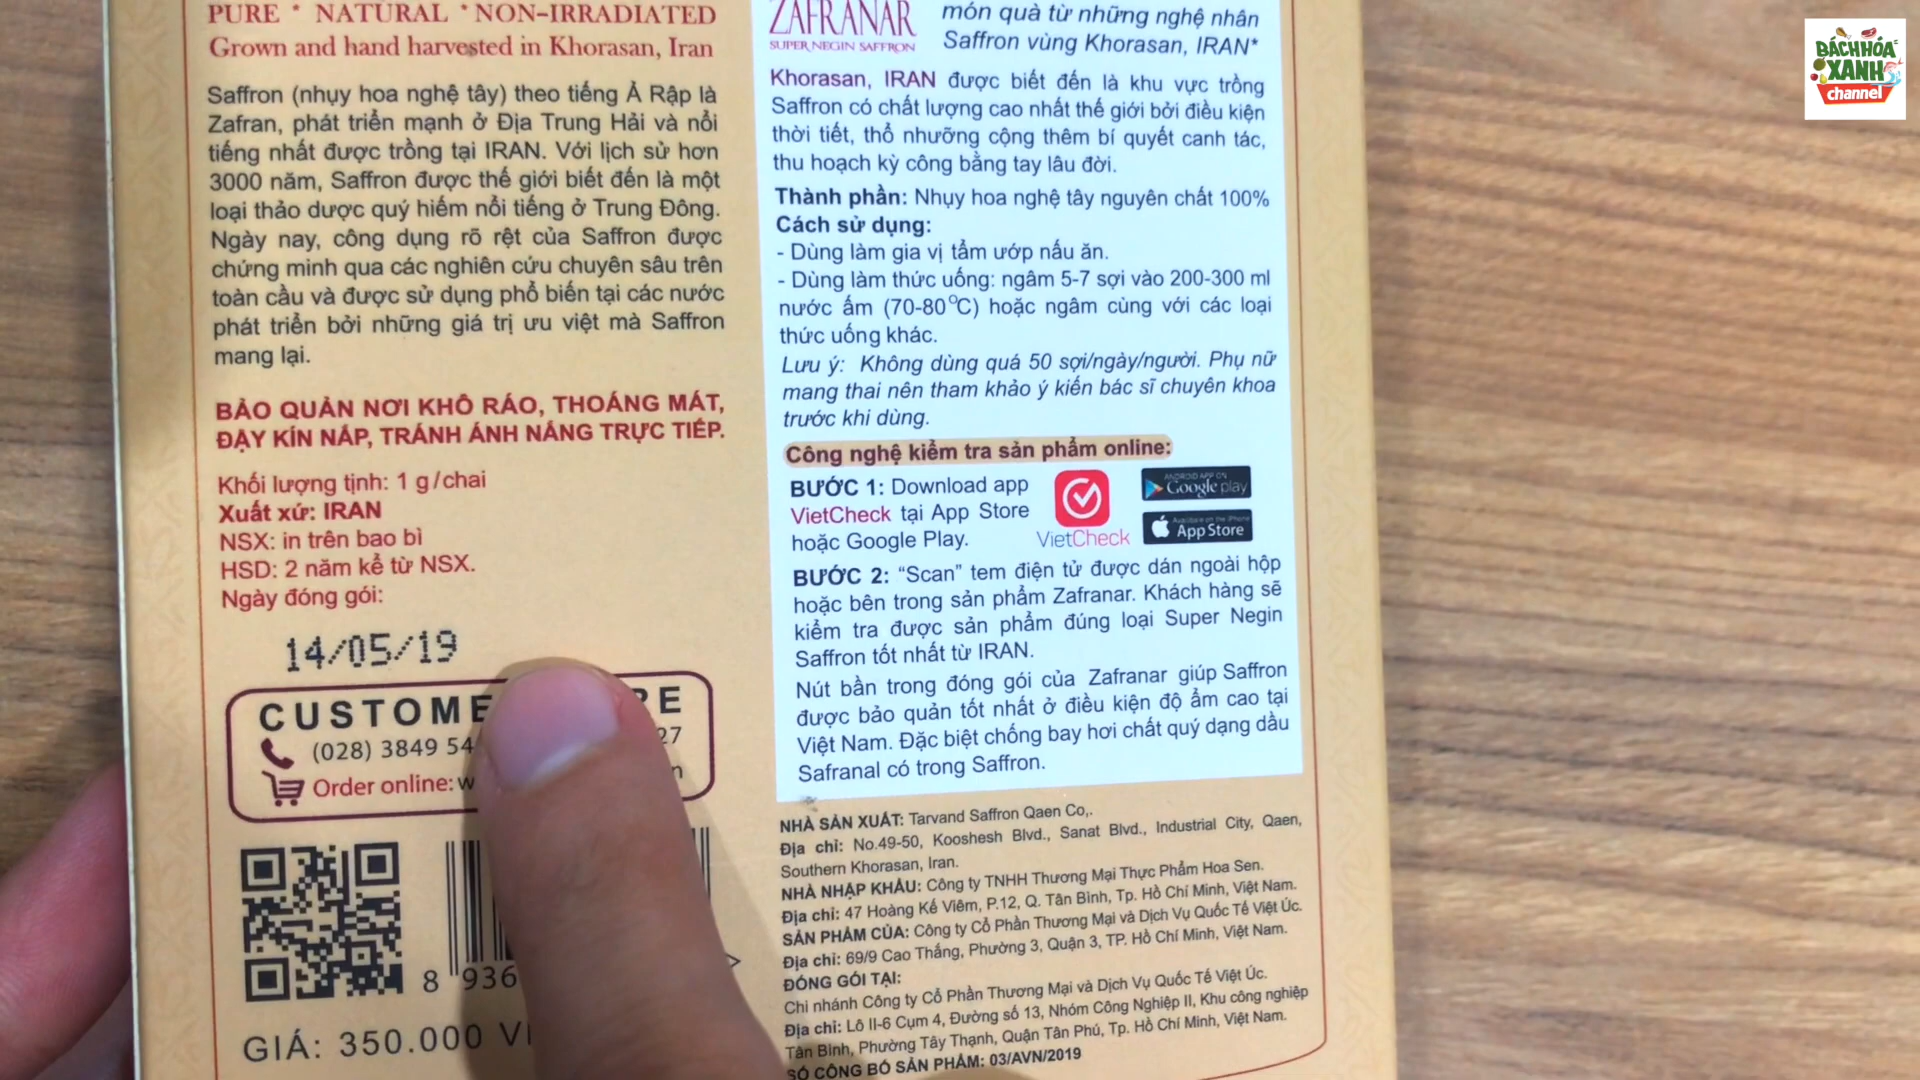 PURE * NATURAL * NON-IRRADIATED
Grown and hand harvested in Khorasan, Iran
Saffron (nhụy hoa nghệ tây) theo tiếng Ả Rập là
Zafran, phát triển mạnh ở Địa Trung Hải và nổi
tiếng nhất được trồng tại IRAN. Với lịch sử hơn
3000 năm, Saffron được thế giới biết đến là một
loại thảo dược quý hiếm nổi tiếng ở Trung Đông.
Ngày nay, công dụng rõ rệt của Saffron được
chứng minh qua các nghiên cứu chuyên sâu trên
toàn cầu và được sử dụng phổ biến tại các nước
phát triển bởi những giá trị ưu việt mà Saffron
mang lại.
BẢO QUẢN NƠI KHÔ RÁO, THOÁNG MÁT,
ĐẬY KÍN NẮP, TRÁNH ÁNH NẮNG TRỰC TIẾP.
Khối lượng tịnh: 1 g/chai
Xuất xứ: IRAN
NSX: in trên bao bì
HSD: 2 năm kể từ NSX.
Ngày đóng gói:
14/05/19
CUSTOME RE
(028) 3849 54 27
Order online: w n
8 936
GIÁ: 350.000 V
ZAFRANAR
SUPER NEGIN SAFFRON
món quà từ những nghệ nhân
Saffron vùng Khorasan, IRAN*
Khorasan, IRAN được biết đến là khu vực trồng
Saffron có chất lượng cao nhất thế giới bởi điều kiện
thời tiết, thổ nhưỡng cộng thêm bí quyết canh tác,
thu hoạch kỳ công bằng tay lâu đời.
Thành phần: Nhụy hoa nghệ tây nguyên chất 100%
Cách sử dụng:
- Dùng làm gia vị tẩm ướp nấu ăn.
- Dùng làm thức uống: ngâm 5-7 sợi vào 200-300 ml
nước ấm (70-80°C) hoặc ngâm cùng với các loại
thức uống khác.
Lưu ý: Không dùng quá 50 sợi/ngày/người. Phụ nữ
mang thai nên tham khảo ý kiến bác sĩ chuyên khoa
trước khi dùng.
Công nghệ kiểm tra sản phẩm online:
BƯỚC 1: Download app
VietCheck tại App Store
hoặc Google Play.
VietCheck
ANDROID APP ON
Google play
Available on the iPhone
App Store
BƯỚC 2: “Scan” tem điện tử được dán ngoài hộp
hoặc bên trong sản phẩm Zafranar. Khách hàng sẽ
kiểm tra được sản phẩm đúng loại Super Negin
Saffron tốt nhất từ IRAN.
Nút bần trong đóng gói của Zafranar giúp Saffron
được bảo quản tốt nhất ở điều kiện độ ẩm cao tại
Việt Nam. Đặc biệt chống bay hơi chất quý dạng dầu
Safranal có trong Saffron.
NHÀ SẢN XUẤT: Tarvand Saffron Qaen Co,.
Địa chỉ: No.49-50, Kooshesh Blvd., Sanat Blvd., Industrial City, Qaen,
Southern Khorasan, Iran.
NHÀ NHẬP KHẨU: Công ty TNHH Thương Mại Thực Phẩm Hoa Sen.
Địa chỉ: 47 Hoàng Kế Viêm, P.12, Q. Tân Bình, Tp. Hồ Chí Minh, Việt Nam.
SẢN PHẨM CỦA: Công ty Cổ Phần Thương Mại và Dịch Vụ Quốc Tế Việt Úc.
Địa chỉ: 69/9 Cao Thắng, Phường 3, Quận 3, TP. Hồ Chí Minh, Việt Nam.
ĐÓNG GÓI TẠI:
Chi nhánh Công ty Cổ Phần Thương Mại và Dịch Vụ Quốc Tế Việt Úc.
Địa chỉ: Lô II-6 Cụm 4, Đường số 13, Nhóm Công Nghiệp II, Khu công nghiệp
Tân Bình, Phường Tây Thạnh, Quận Tân Phú, Tp. Hồ Chí Minh, Việt Nam.
SỐ CÔNG BỐ SẢN PHẨM: 03/AVN/2019
BÁCH HÓA
XANH
channel